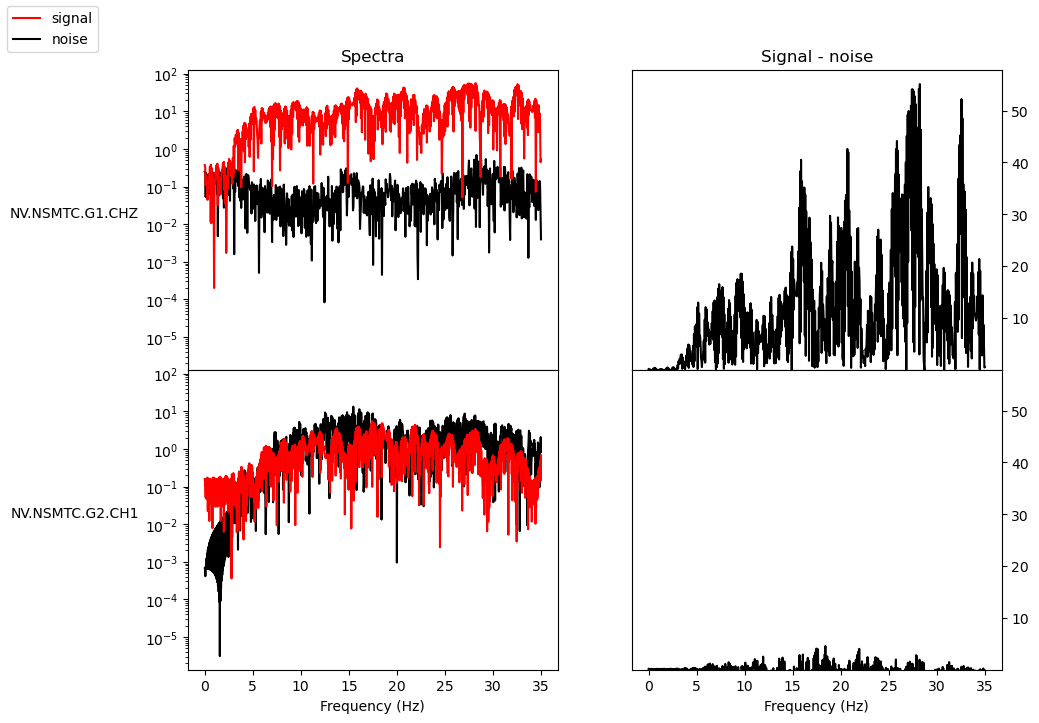 signal
noise
Spectra
Signal - noise
10²
10¹
10⁰
10⁻¹
10⁻²
10⁻³
10⁻⁴
10⁻⁵
NV.NSMTC.G1.CHZ
50
40
30
20
10
10²
10¹
10⁰
10⁻¹
10⁻²
10⁻³
10⁻⁴
10⁻⁵
NV.NSMTC.G2.CH1
50
40
30
20
10
0 5 10 15 20 25 30 35
0 5 10 15 20 25 30 35
Frequency (Hz)
Frequency (Hz)